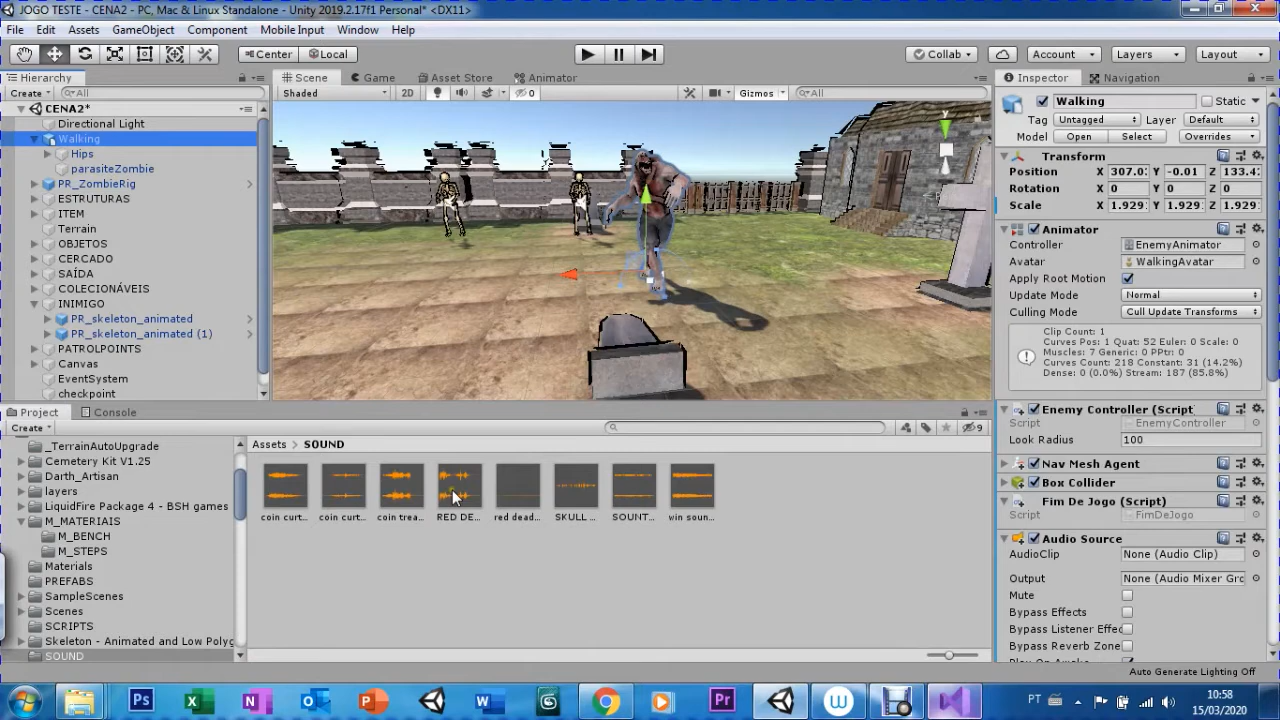 JOGO TESTE - CENA2 - PC, Mac & Linux Standalone - Unity 2019.2.17f1 Personal* <DX11>
File Edit Assets GameObject Component Mobile Input Window Help
Center Local Collab Account Layers Layout
Hierarchy Scene Game Asset Store Animator Inspector Navigation
Create All Shaded 2D 0 Gizmos All
Walking Static
CENA2*
Directional Light
Walking
Hips
parasiteZombie
PR_ZombieRig
ESTRUTURAS
ITEM
Terrain
OBJETOS
CERCADO
SAÍDA
COLECIONÁVEIS
INIMIGO
PR_skeleton_animated
PR_skeleton_animated (1)
PATROLPOINTS
Canvas
EventSystem
checkpoint
y
Tag Untagged Layer Default
Model Open Select Overrides
Transform
Position X 307.0 Y -0.01 Z 133.4
Rotation X 0 Y 0 Z 0
Scale X 1.929 Y 1.929 Z 1.929
Animator
Controller EnemyAnimator
Avatar WalkingAvatar
Apply Root Motion
Update Mode Normal
Culling Mode Cull Update Transforms
Clip Count: 1
Curves Pos: 1 Quat: 52 Euler: 0 Scale: 0
Muscles: 7 Generic: 0 PPtr: 0
Curves Count: 218 Constant: 31 (14.2%)
Dense: 0 (0.0%) Stream: 187 (85.8%)
Enemy Controller (Script
Script EnemyController
Look Radius 100
Nav Mesh Agent
Box Collider
Fim De Jogo (Script)
Script FimDeJogo
Audio Source
AudioClip None (Audio Clip)
Output None (Audio Mixer Gro
Mute
Bypass Effects
Bypass Listener Effec
Bypass Reverb Zone
Auto Generate Lighting Off
Project Console
Create 9
Assets SOUND
_TerrainAutoUpgrade
Cemetery Kit V1.25
Darth_Artisan
layers
LiquidFire Package 4 - BSH games
M_MATERIAIS
M_BENCH
M_STEPS
Materials
PREFABS
SampleScenes
Scenes
SCRIPTS
Skeleton - Animated and Low Polyg
SOUND
coin curt... coin curt... coin trea... RED DE... red dead... SKULL ... SOUNT... win soun...
Ps Pr PT 10:58
15/03/2020